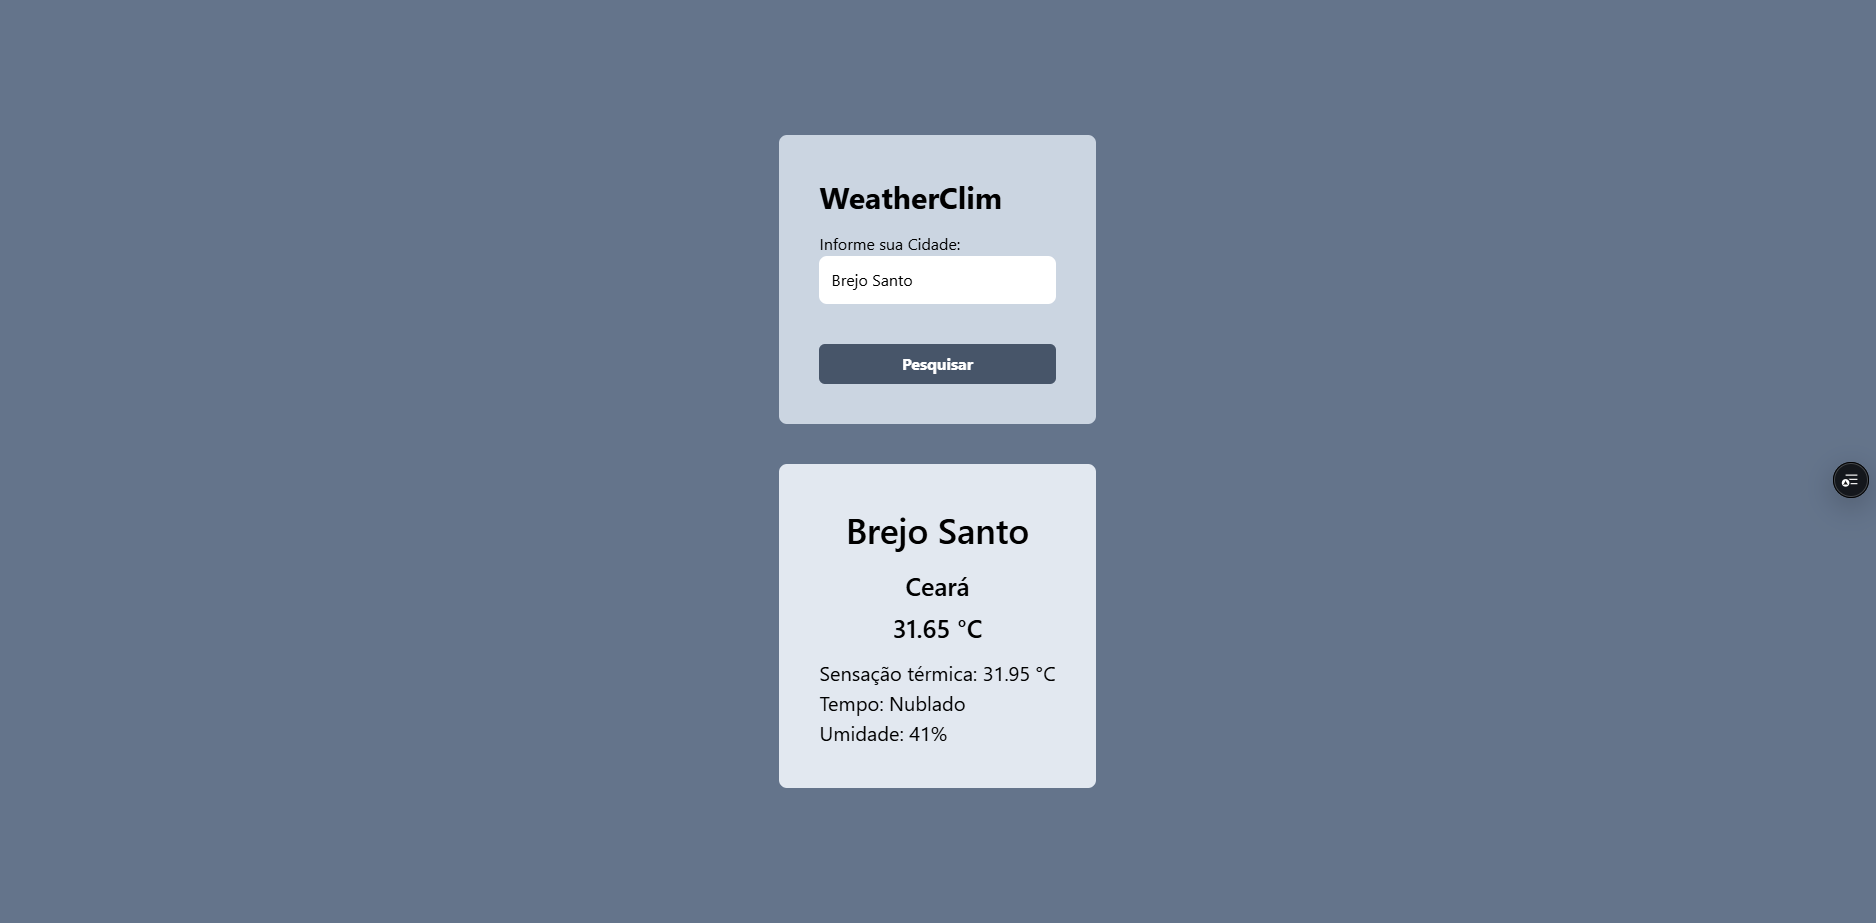 WeatherClim
Informe sua Cidade:
Brejo Santo
Pesquisar
Brejo Santo
Ceará
31.65 °C
Sensação térmica: 31.95 °C
Tempo: Nublado
Umidade: 41%